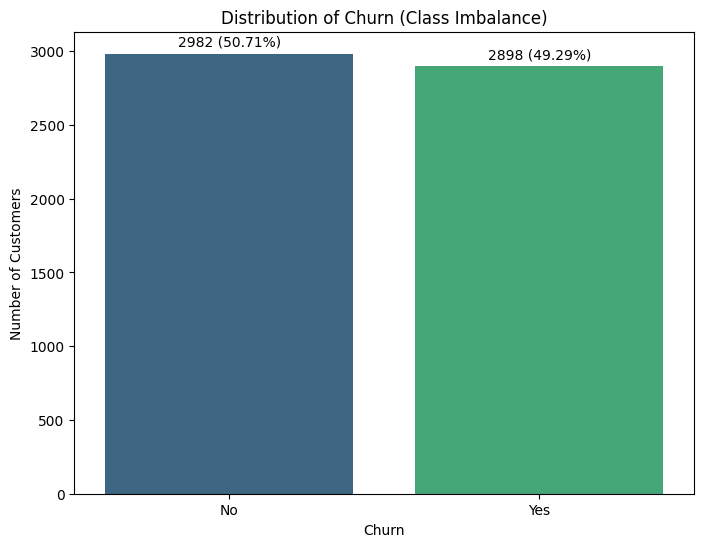 Distribution of Churn (Class Imbalance)
2982 (50.71%)
2898 (49.29%)
3000
2500
2000
1500
1000
500
0
Number of Customers
No
Yes
Churn